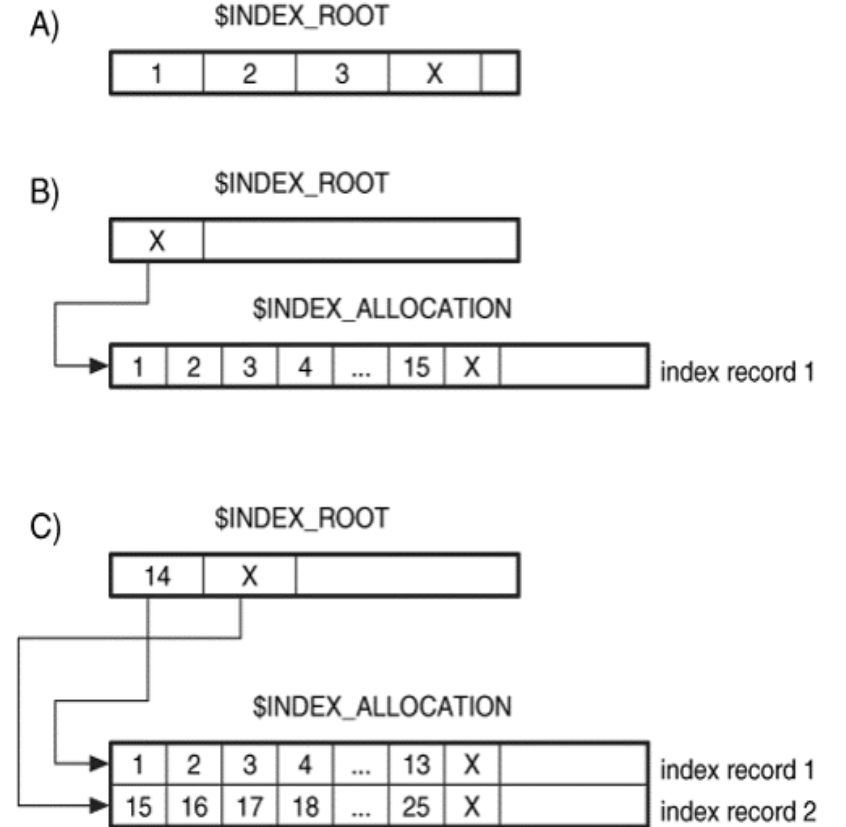 A) $INDEX_ROOT
1 2 3 X
B) $INDEX_ROOT
X
$INDEX_ALLOCATION
1 2 3 4 ... 15 X index record 1
C) $INDEX_ROOT
14 X
$INDEX_ALLOCATION
1 2 3 4 ... 13 X index record 1
15 16 17 18 ... 25 X index record 2